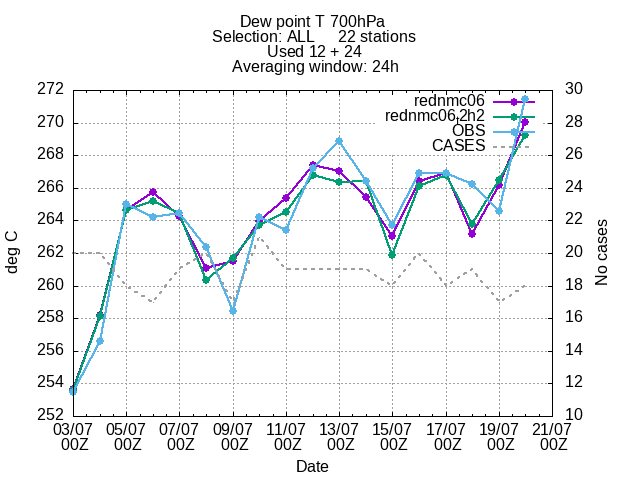 Dew point T 700hPa
Selection: ALL 22 stations
Used 12 + 24
Averaging window: 24h
272 30
rednmc06
270 28
rednmc06,2h2
OBS
CASES
268 26
266 24
264 22
262 20
260 18
258 16
256 14
254 12
252 10
deg C
No cases
03/07 05/07 07/07 09/07 11/07 13/07 15/07 17/07 19/07 21/07
00Z 00Z 00Z 00Z 00Z 00Z 00Z 00Z 00Z 00Z
Date